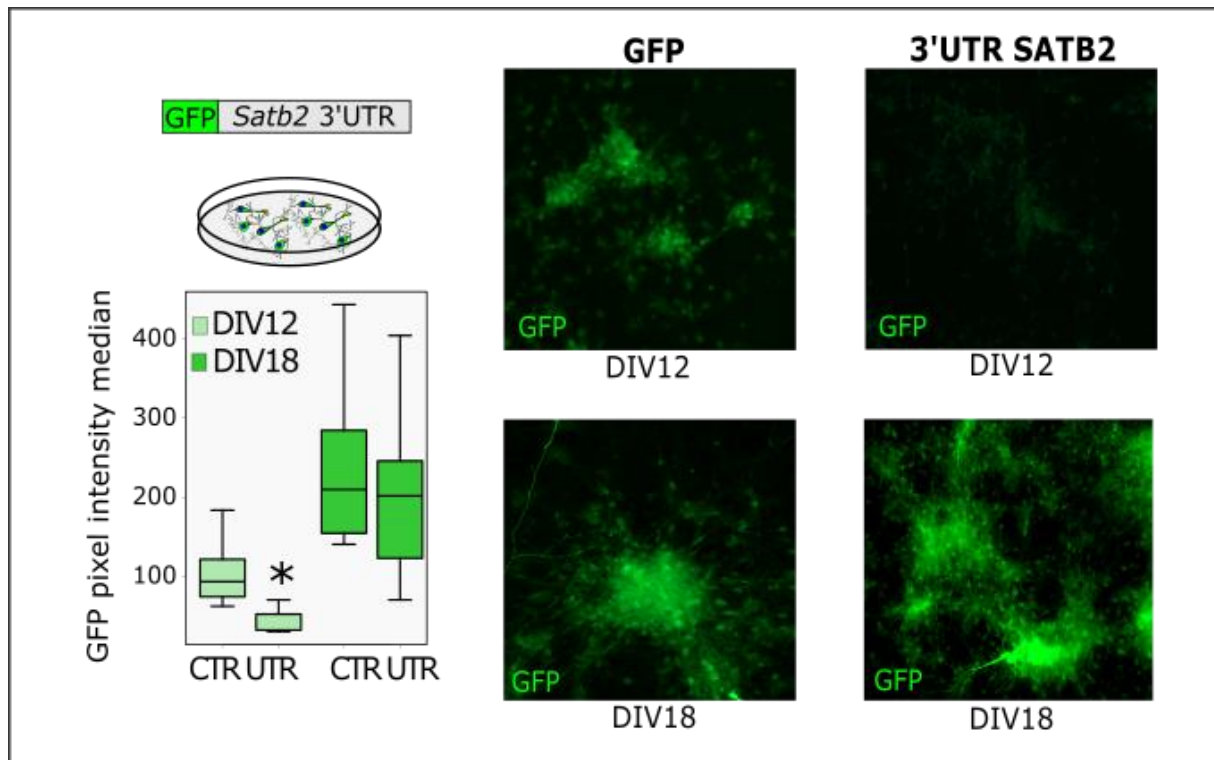 GFP Satb2 3'UTR
GFP pixel intensity median
400
300
200
100
DIV12
DIV18
*
CTR UTR CTR UTR
GFP
GFP
DIV12
GFP
DIV18
3'UTR SATB2
GFP
DIV12
GFP
DIV18